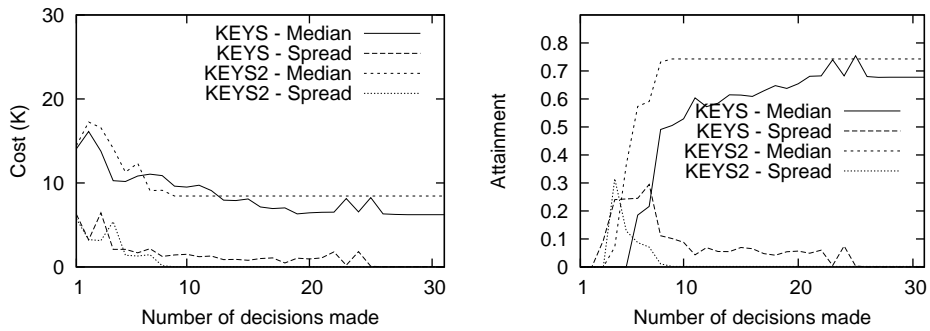 30
20
10
0
Cost (K)
KEYS - Median
KEYS - Spread
KEYS2 - Median
KEYS2 - Spread
1
10
20
30
Number of decisions made
0.8
0.7
0.6
0.5
0.4
0.3
0.2
0.1
0
Attainment
KEYS - Median
KEYS - Spread
KEYS2 - Median
KEYS2 - Spread
1
10
20
30
Number of decisions made